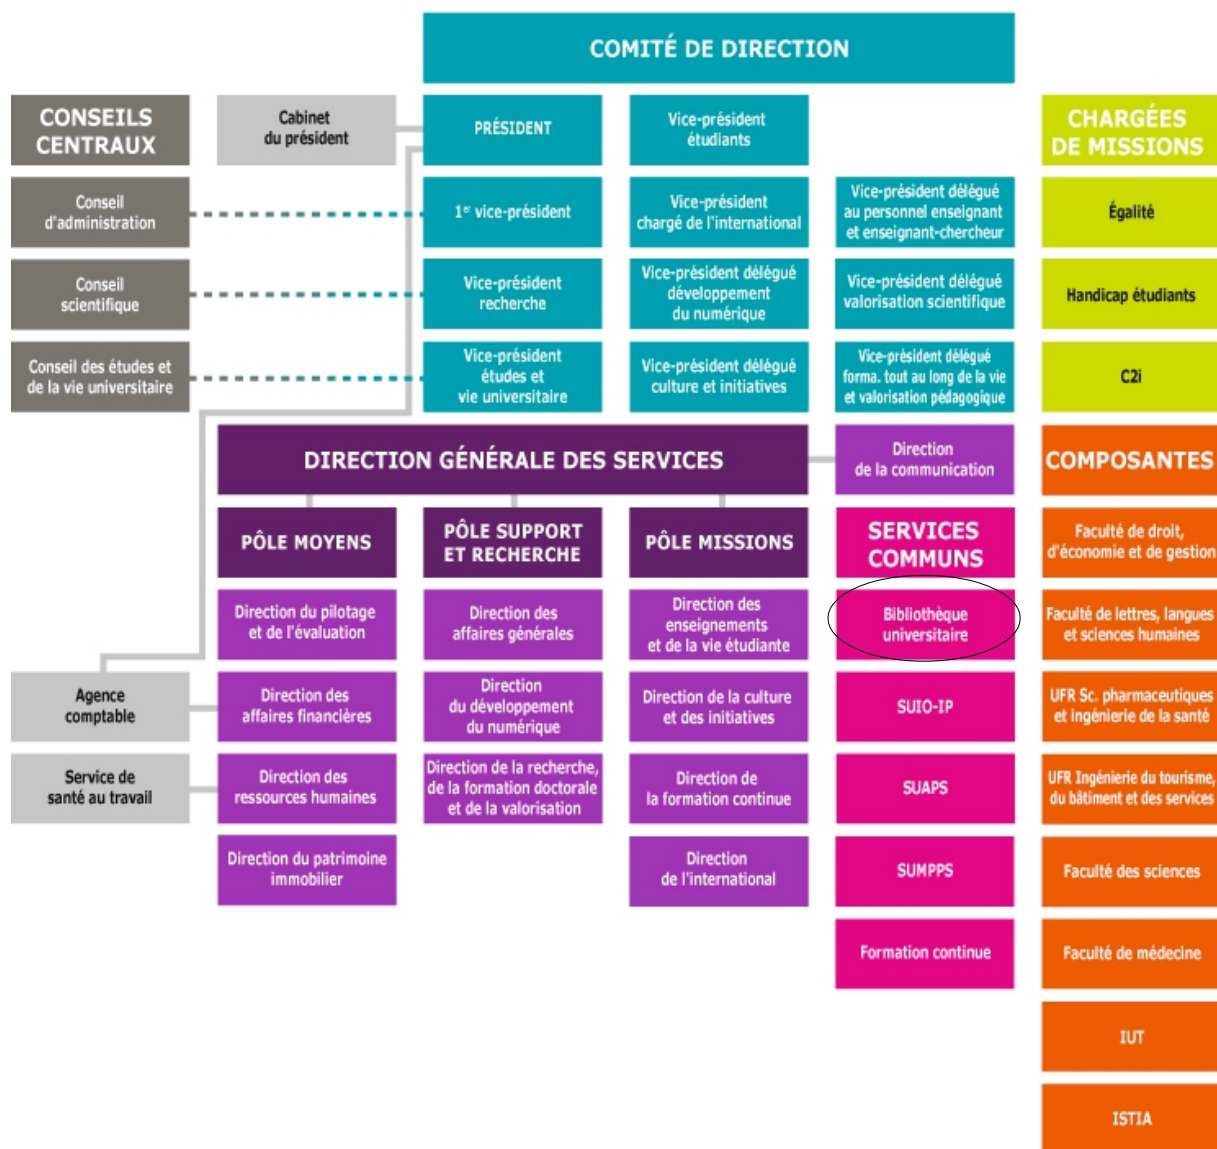 COMITÉ DE DIRECTION
CONSEILS
CENTRAUX
Cabinet
du président
PRÉSIDENT
Vice-président
étudiants
CHARGÉES
DE MISSIONS
Conseil
d'administration
1er vice-président
Vice-président
chargé de l'international
Vice-président délégué
au personnel enseignant
et enseignant-chercheur
Égalité
Conseil
scientifique
Vice-président
recherche
Vice-président délégué
développement
du numérique
Vice-président délégué
valorisation scientifique
Handicap étudiants
Conseil des études et
de la vie universitaire
Vice-président
études et
vie universitaire
Vice-président délégué
culture et initiatives
Vice-président délégué
forma. tout au long de la vie
et valorisation pédagogique
C2i
DIRECTION GÉNÉRALE DES SERVICES
Direction
de la communication
COMPOSANTES
PÔLE MOYENS
PÔLE SUPPORT
ET RECHERCHE
PÔLE MISSIONS
SERVICES
COMMUNS
Faculté de droit,
d'économie et de gestion
Direction du pilotage
et de l'évaluation
Direction des
affaires générales
Direction des
enseignements
et de la vie étudiante
Bibliothèque
universitaire
Faculté de lettres, langues
et sciences humaines
Agence
comptable
Direction des
affaires financières
Direction
du développement
du numérique
Direction de la culture
et des initiatives
SUIO-IP
UFR Sc. pharmaceutiques
et ingénierie de la santé
Service de
santé au travail
Direction des
ressources humaines
Direction de la recherche,
de la formation doctorale
et de la valorisation
Direction de
la formation continue
SUAPS
UFR Ingénierie du tourisme,
du bâtiment et des services
Direction du patrimoine
immobilier
Direction
de l'international
SUMPPS
Faculté des sciences
Formation continue
Faculté de médecine
IUT
ISTIA